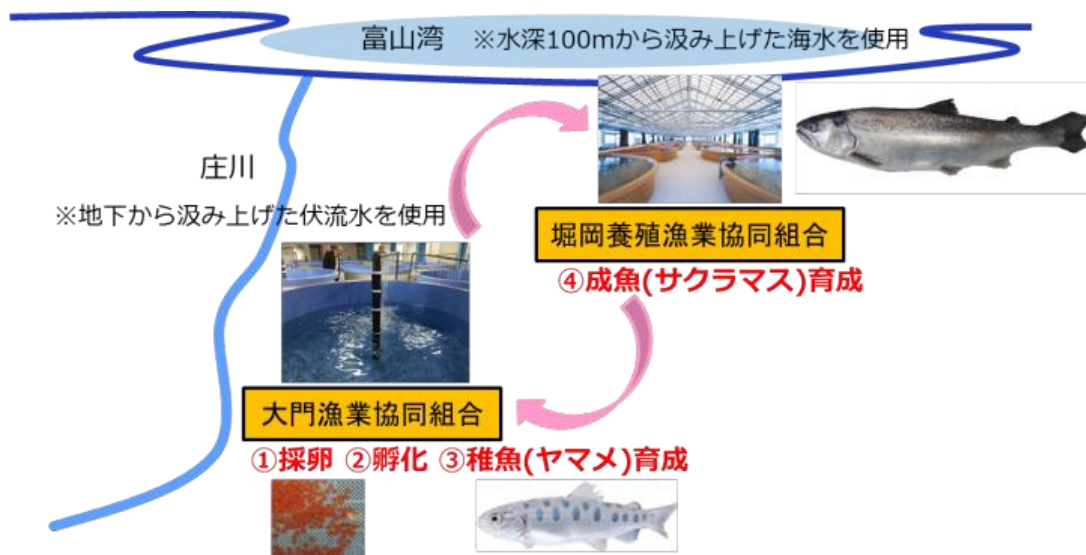 富山湾 ※水深100mから汲み上げた海水を使用
庄川
※地下から汲み上げた伏流水を使用
堀岡養殖漁業協同組合
④成魚(サクラマス)育成
大門漁業協同組合
①採卵 ②孵化 ③稚魚(ヤマメ)育成